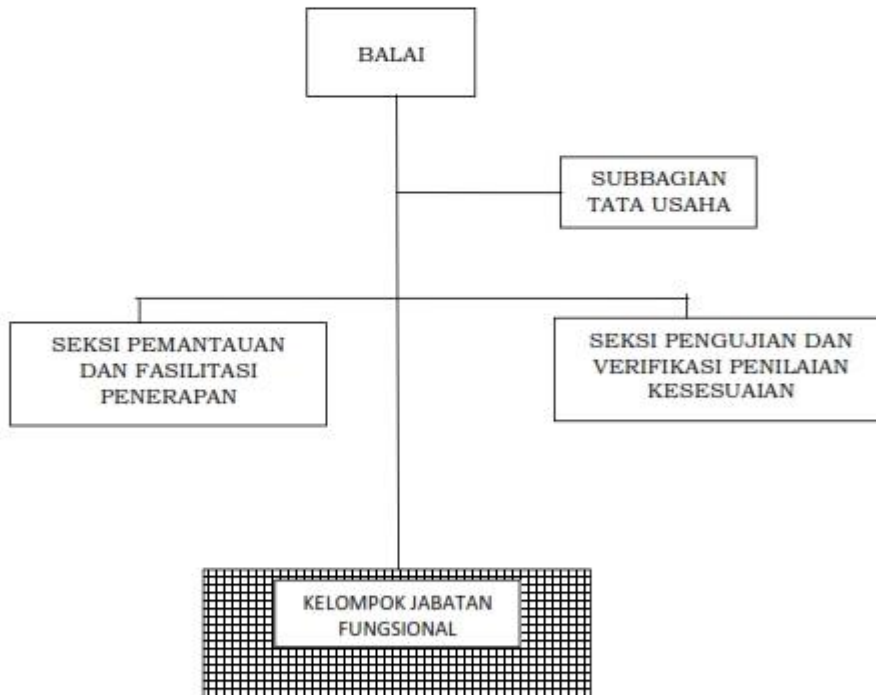 BALAI
SUBBAGIAN
TATA USAHA
SEKSI PEMANTAUAN
DAN FASILITASI
PENERAPAN
SEKSI PENGUJIAN DAN
VERIFIKASI PENILAIAN
KESESUAIAN
KELOMPOK JABATAN
FUNGSIONAL